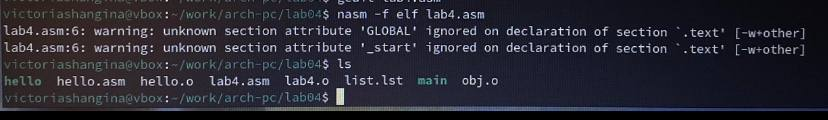 victoriashangina@vbox:~/work/arch-pc/lab04$ nasm -f elf lab4.asm
lab4.asm:6: warning: unknown section attribute 'GLOBAL' ignored on declaration of section `.text' [-w+other]
lab4.asm:6: warning: unknown section attribute '_start' ignored on declaration of section `.text' [-w+other]
victoriashangina@vbox:~/work/arch-pc/lab04$ ls
hello hello.asm hello.o lab4.asm lab4.o list.lst main obj.o
victoriashangina@vbox:~/work/arch-pc/lab04$